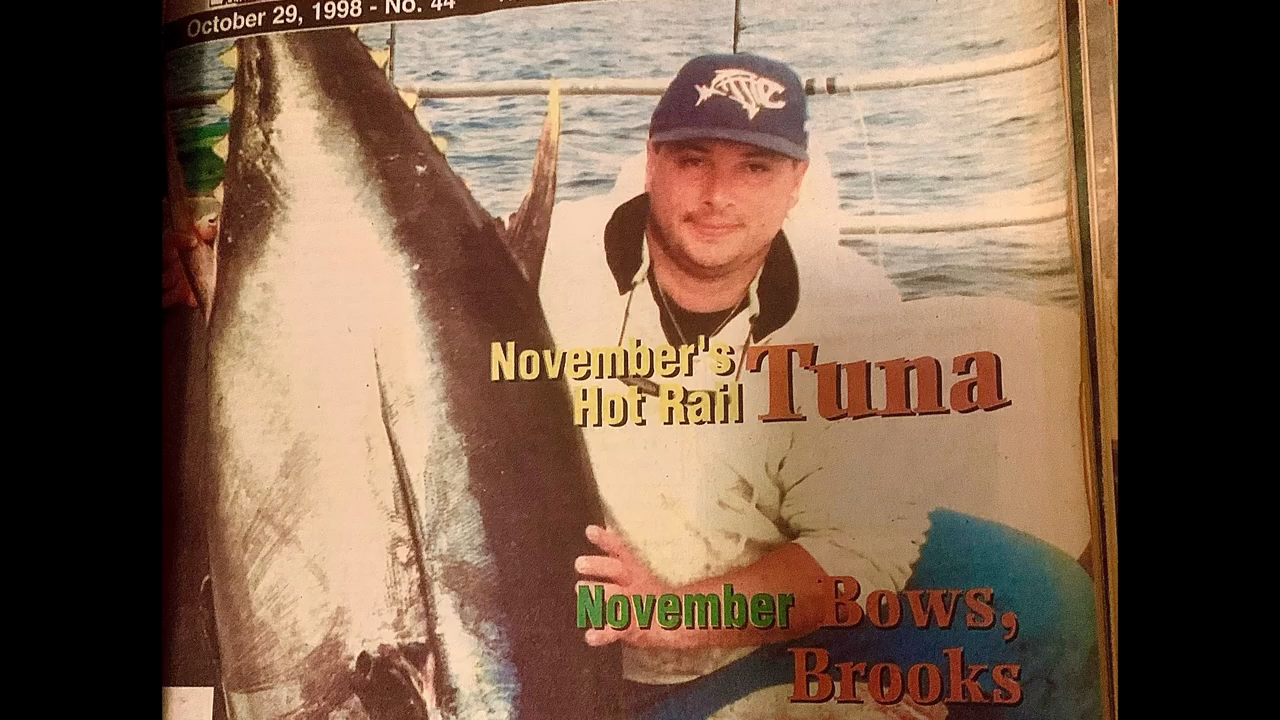 October 29, 1998 - No. 44
November's Tuna
Hot Rail
November Bows,
Brooks